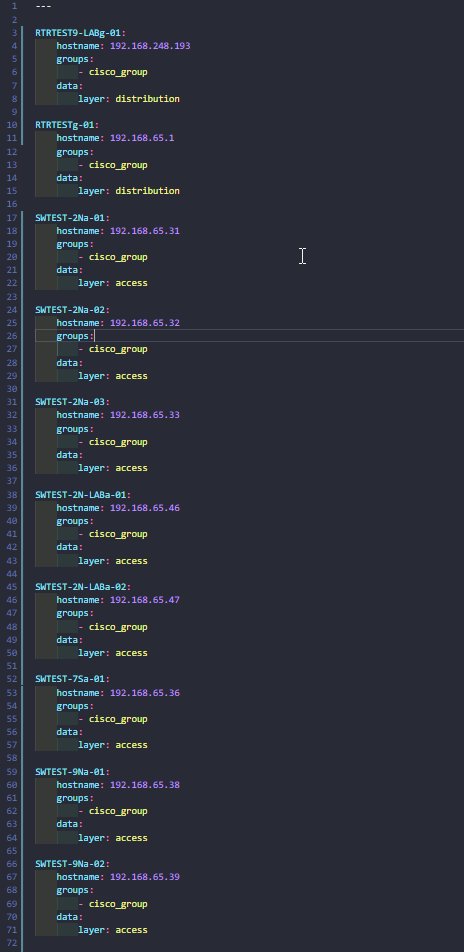 1 ---
2
3 RTRTEST9-LABg-01:
4     hostname: 192.168.248.193
5     groups:
6         - cisco_group
7     data:
8         layer: distribution
9
10 RTRTESTg-01:
11     hostname: 192.168.65.1
12     groups:
13         - cisco_group
14     data:
15         layer: distribution
16
17 SWTEST-2Na-01:
18     hostname: 192.168.65.31
19     groups:
20         - cisco_group
21     data:
22         layer: access
23
24 SWTEST-2Na-02:
25     hostname: 192.168.65.32
26     groups:
27         - cisco_group
28     data:
29         layer: access
30
31 SWTEST-2Na-03:
32     hostname: 192.168.65.33
33     groups:
34         - cisco_group
35     data:
36         layer: access
37
38 SWTEST-2N-LABa-01:
39     hostname: 192.168.65.46
40     groups:
41         - cisco_group
42     data:
43         layer: access
44
45 SWTEST-2N-LABa-02:
46     hostname: 192.168.65.47
47     groups:
48         - cisco_group
49     data:
50         layer: access
51
52 SWTEST-7Sa-01:
53     hostname: 192.168.65.36
54     groups:
55         - cisco_group
56     data:
57         layer: access
58
59 SWTEST-9Na-01:
60     hostname: 192.168.65.38
61     groups:
62         - cisco_group
63     data:
64         layer: access
65
66 SWTEST-9Na-02:
67     hostname: 192.168.65.39
68     groups:
69         - cisco_group
70     data:
71         layer: access
72